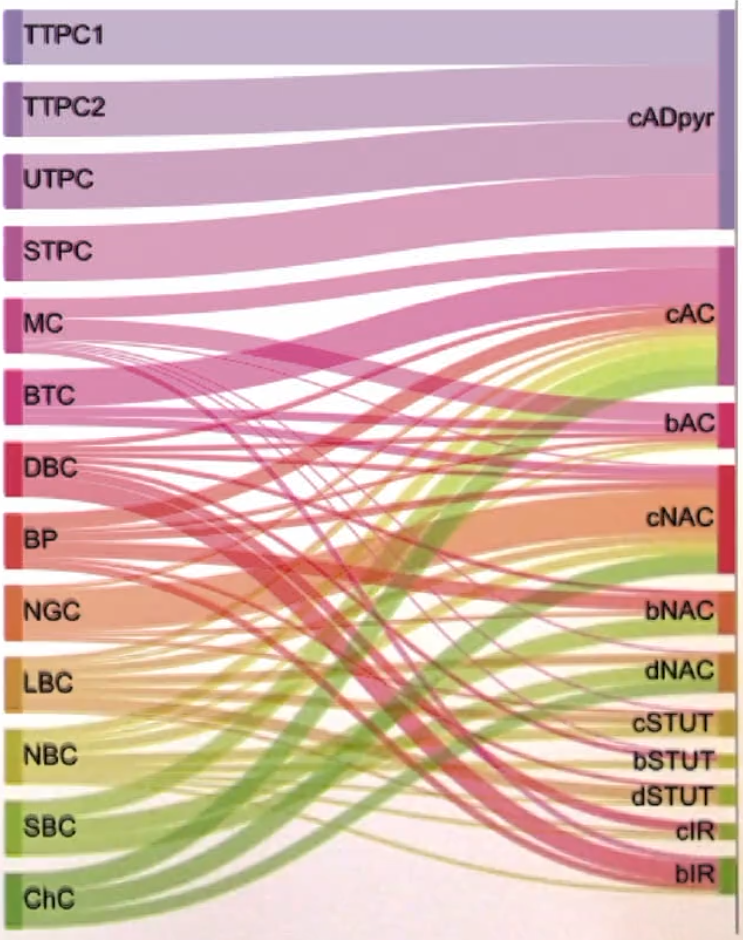 TTPC1
TTPC2
UTPC
STPC
MC
BTC
DBC
BP
NGC
LBC
NBC
SBC
ChC
cADpyr
cAC
bAC
cNAC
bNAC
dNAC
cSTUT
bSTUT
dSTUT
cIR
bIR